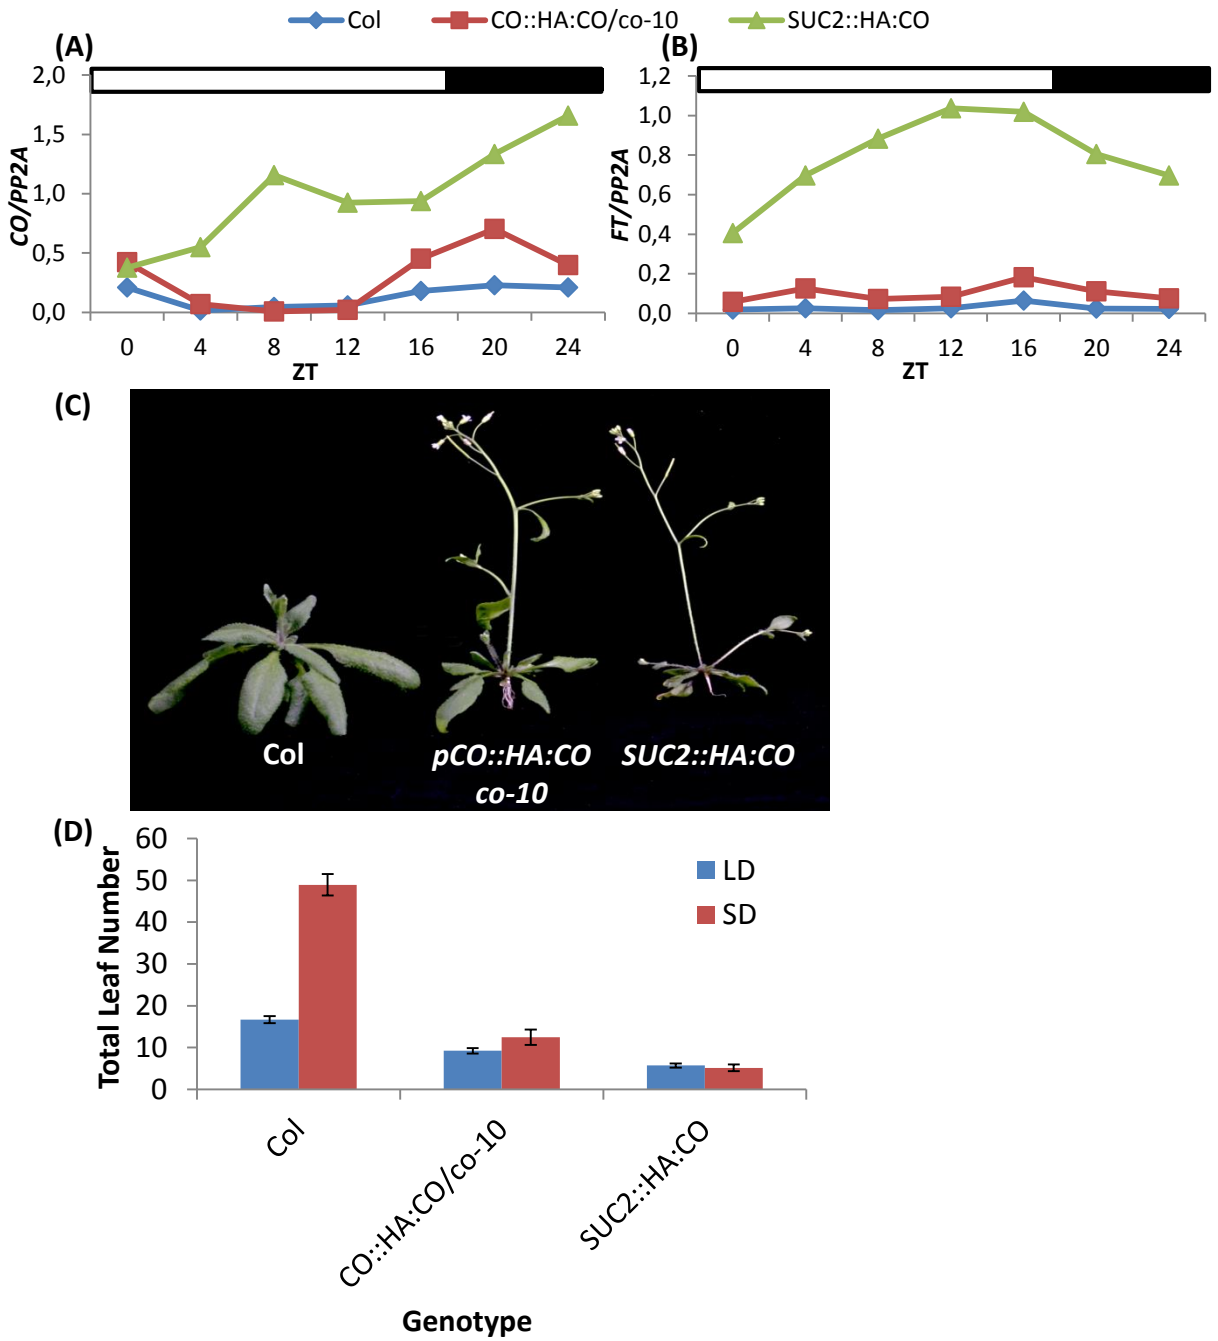 Col CO::HA:CO/co-10 SUC2::HA:CO
(A)
CO/PP2A
2,0
1,5
1,0
0,5
0,0
0 4 8 12 16 20 24
ZT
(B)
FT/PP2A
1,2
1,0
0,8
0,6
0,4
0,2
0,0
0 4 8 12 16 20 24
ZT
(C)
Col
pCO::HA:CO
co-10
SUC2::HA:CO
(D)
Total Leaf Number
60
50
40
30
20
10
0
LD
SD
Col
CO::HA:CO/co-10
SUC2::HA:CO
Genotype